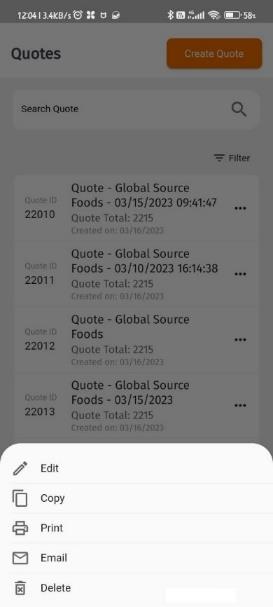 12:04 | 3.4KB/s 58%
Quotes
Create Quote
Search Quote
Filter
Quote ID
22010
Quote - Global Source
Foods - 03/15/2023 09:41:47
Quote Total: 2215
Created on: 03/16/2023
Quote ID
22011
Quote - Global Source
Foods - 03/10/2023 16:14:38
Quote Total: 2215
Created on: 03/16/2023
Quote ID
22012
Quote - Global Source
Foods
Quote Total: 2215
Created on: 03/16/2023
Quote ID
22013
Quote - Global Source
Foods - 03/15/2023
Quote Total: 2215
Created on: 03/16/2023
Edit
Copy
Print
Email
Delete